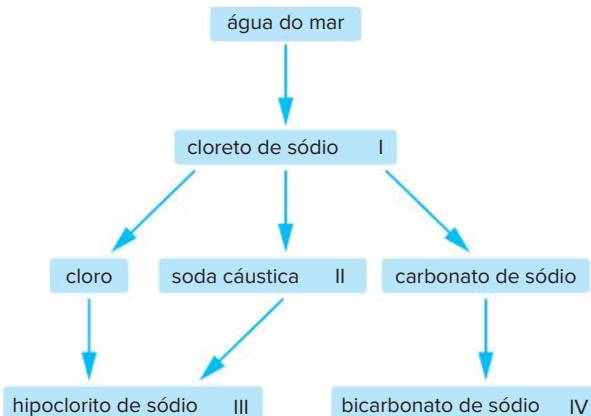 água do mar
cloreto de sódio I
cloro
soda cáustica II
carbonato de sódio
hipoclorito de sódio III
bicarbonato de sódio IV